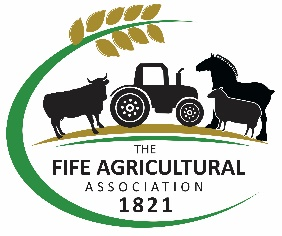 THE
FIFE AGRICULTURAL
ASSOCIATION
1821